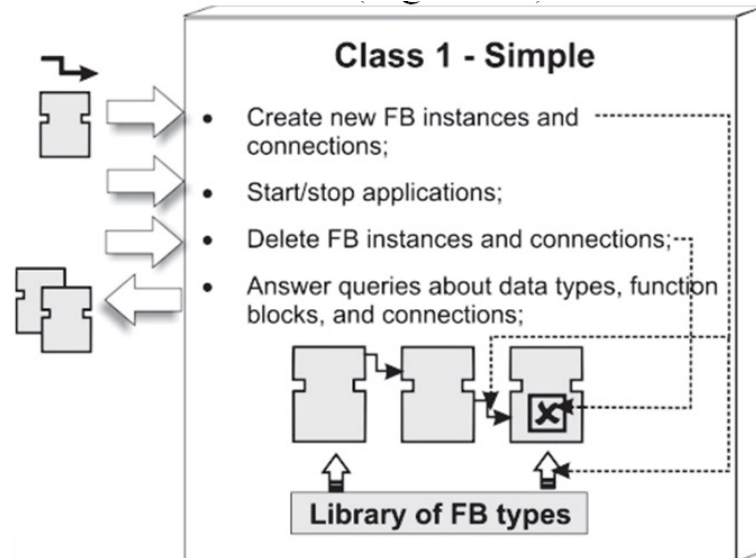 Class 1 - Simple
• Create new FB instances and
connections;
• Start/stop applications;
• Delete FB instances and connections;
• Answer queries about data types, function
blocks, and connections;
Library of FB types